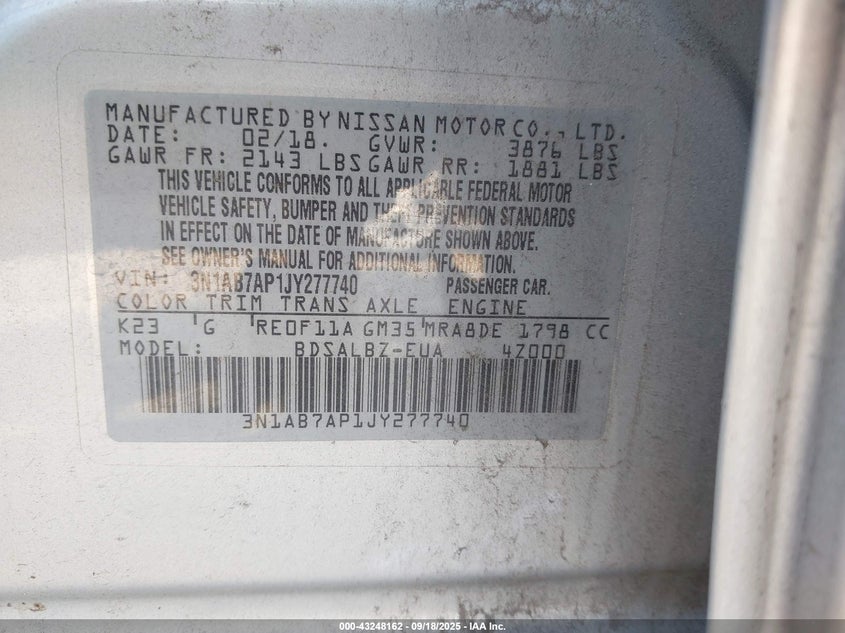 MANUFACTURED BY NISSAN MOTOR CO., LTD.
DATE: 02/18. GVWR: 3876 LBS
GAWR FR: 2143 LBS GAWR RR: 1881 LBS
THIS VEHICLE CONFORMS TO ALL APPLICABLE FEDERAL MOTOR
VEHICLE SAFETY, BUMPER AND THEFT PREVENTION STANDARDS
IN EFFECT ON THE DATE OF MANUFACTURE SHOWN ABOVE.
SEE OWNER'S MANUAL FOR ADDITIONAL INFORMATION.
VIN: 3N1AB7AP1JY277740 PASSENGER CAR.
COLOR TRIM TRANS AXLE ENGINE
K23 'G 'RE0F11A GM35'MRA8DE 1798 CC
MODEL: BDSALBZ-EUA 4Z000
3N1AB7AP1JY277740
000-43248162 - 09/18/2025 - IAA Inc.